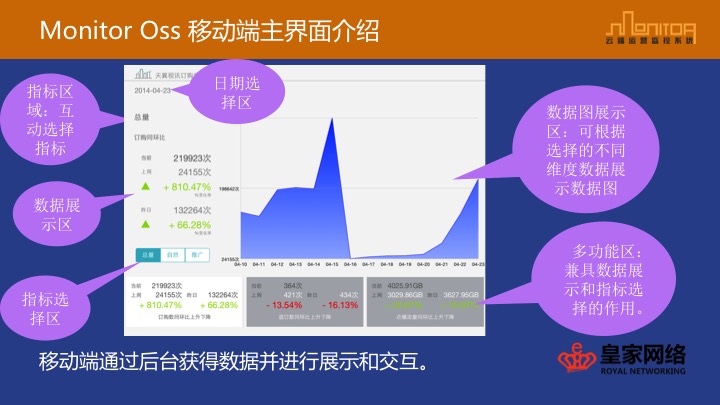 Monitor Oss 移动端主界面介绍
Monitor
云端运营监控系统
指标区
域：互
动选择
指标
日期选
择区
数据展
示区
指标选
择区
数据图展示
区：可根据
选择的不同
维度数据展
示数据图
多功能区：
兼具数据展
示和指标选
择的作用。
天翼视讯订购
2014-04-23
总量
订购同环比
当前 219923次
上周 24155次
+ 810.47%
昨日 132264次
+ 66.28%
总量 自然 推广
198642次
24155次
04-10 04-11 04-12 04-13 04-14 04-15 04-16 04-17 04-18 04-19 04-20 04-21 04-22 04-23
当前 219923次
上周 24155次 昨日 132264次
+ 810.47% + 66.28%
订购数同环比上升下降
当前 364次
上周 421次 昨日 434次
- 13.54% - 16.13%
当前 4025.91GB
上周 3029.86GB 昨日 3627.95GB
点播流量同环比上升下降
移动端通过后台获得数据并进行展示和交互。
皇家网络
ROYAL NETWORKING